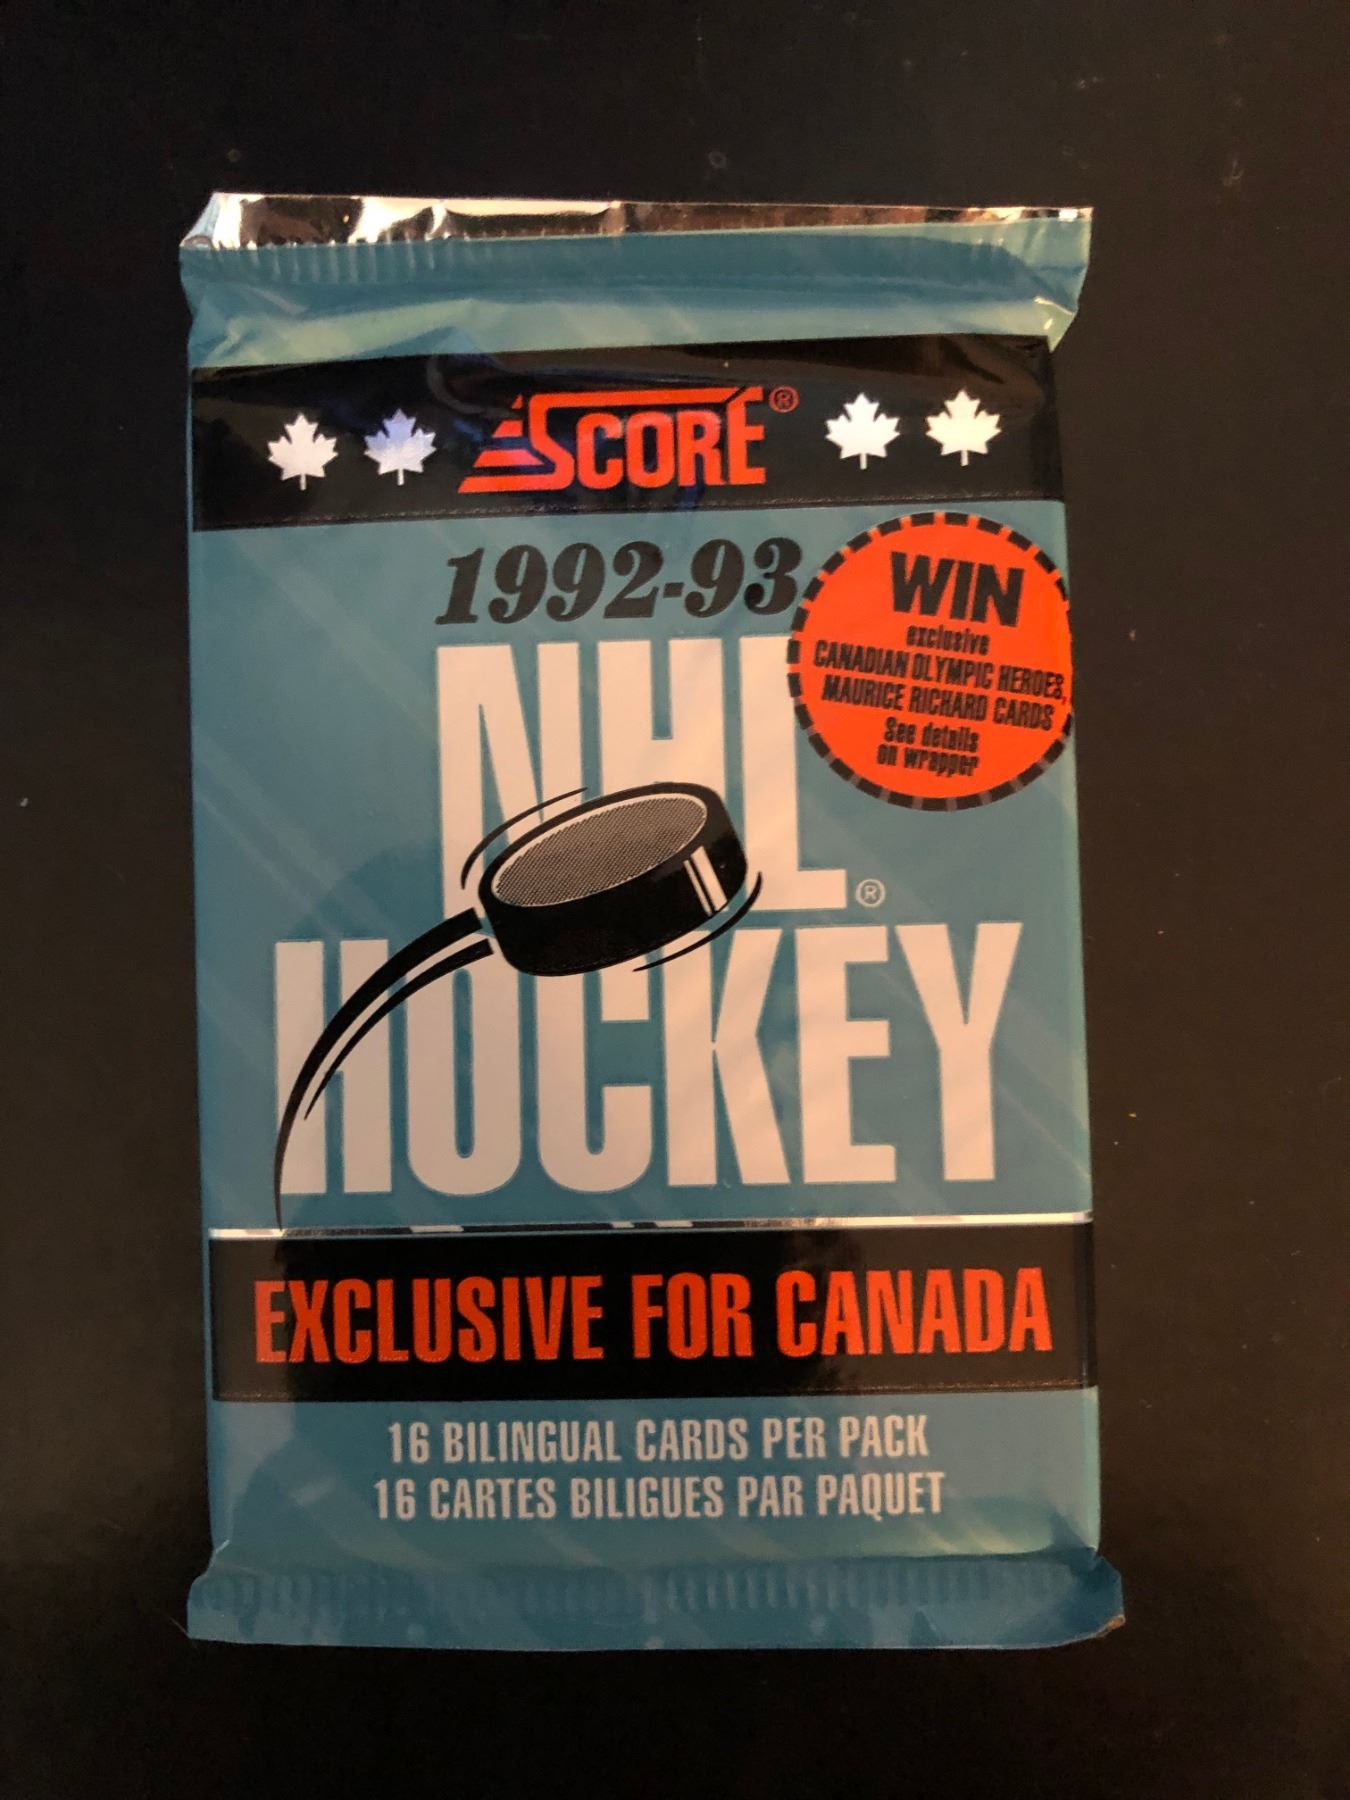 SCORE®
1992-93
NHL®
HOCKEY
WIN
exclusive
CANADIAN OLYMPIC HEROES,
MAURICE RICHARD CARDS
See details
on wrapper
EXCLUSIVE FOR CANADA
16 BILINGUAL CARDS PER PACK
16 CARTES BILIGUES PAR PAQUET